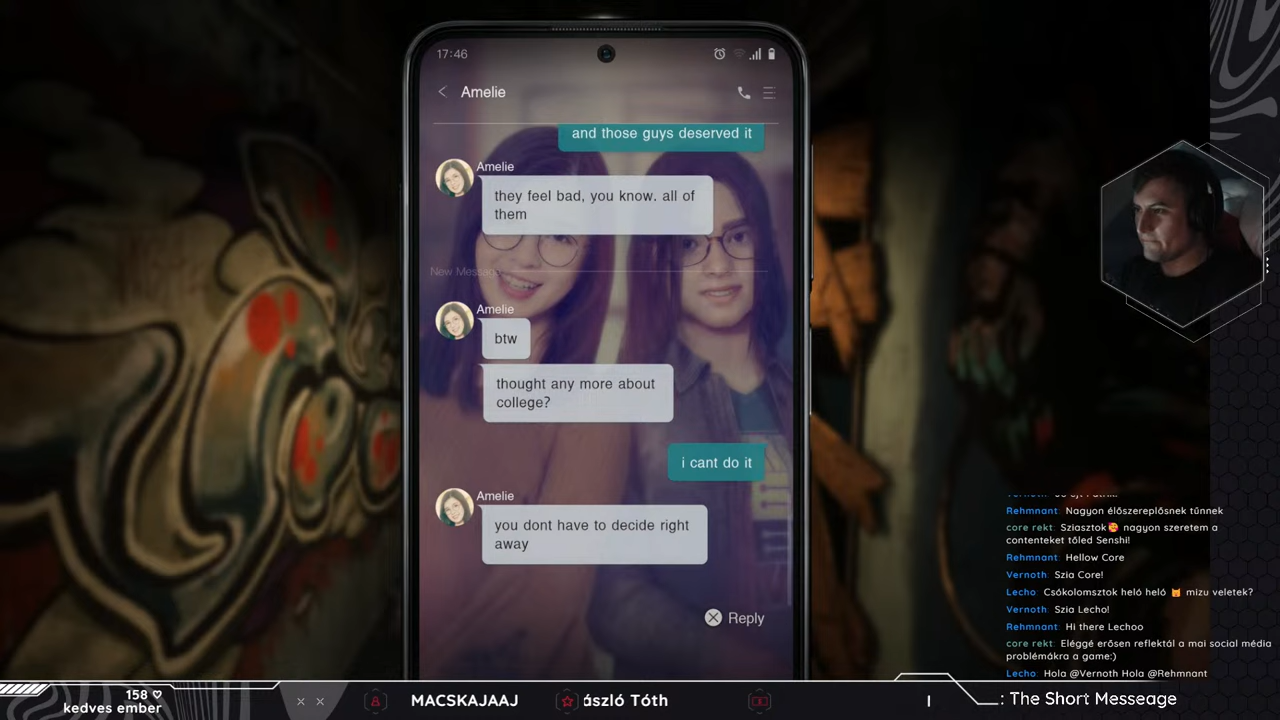 17:46
Amelie
and those guys deserved it
Amelie
they feel bad, you know. all of
them
New Message
Amelie
btw
thought any more about
college?
i cant do it
Amelie
you dont have to decide right
away
Reply
Rehmnant: Nagyon élőszereplősnek tűnnek
core rekt: Sziasztok nagyon szeretem a
contenteket tőled Senshi!
Rehmnant: Hellow Core
Vernoth: Szia Core!
Lecho: Csókolomsztok heló heló mizu veletek?
Vernoth: Szia Lecho!
Rehmnant: Hi there Lechoo
core rekt: Eléggé erősen reflektál a mai social média
problémákra a game:)
Lecho: Hola @Vernoth Hola @Rehmnant
158
kedves ember
MACSKAJAAJ
ászló Tóth
: The Short Messeage